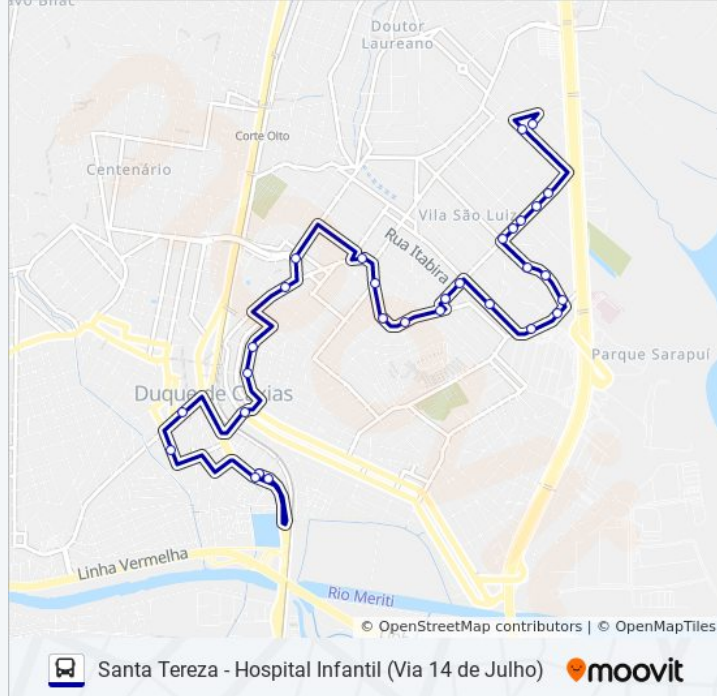 Doutor
Laureano
Corte Oito
Centenário
Vila São Luiz
Rua Itabira
Parque Sarapuí
Duque de Caxias
Linha Vermelha
Rio Meriti
© OpenStreetMap contributors | © OpenMapTiles
Santa Tereza - Hospital Infantil (Via 14 de Julho)
moovit